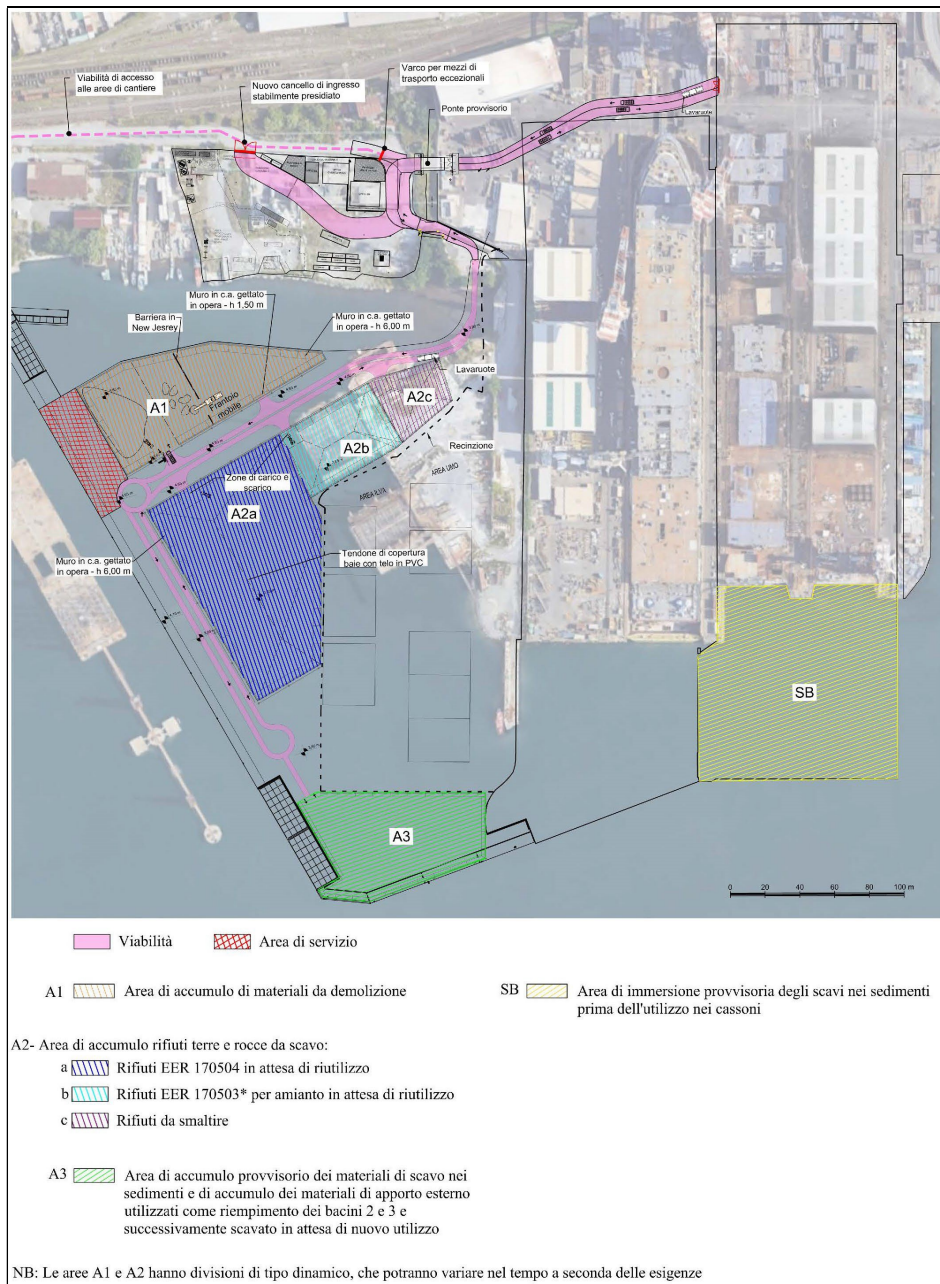 Viabilità di accesso
alle aree di cantiere
Nuovo cancello di ingresso
stabilmente presidiato
Varco per mezzi di
trasporto eccezionali
Ponte provvisorio
Lavaruote
Muro in c.a. gettato
in opera - h 1,50 m
Barriera in
New Jesrey
Muro in c.a. gettato
in opera - h 6,00 m
Lavaruote
A1
Frantoio
mobile
A2c
A2b
Recinzione
AREA UMO
AREA ILVA
Zone di carico e
scarico
A2a
Muro in c.a. gettato
in opera - h 6,00 m
Tendone di copertura
baie con telo in PVC
SB
A3
0 20 40 60 80 100 m
Viabilità
Area di servizio
A1 Area di accumulo di materiali da demolizione
SB Area di immersione provvisoria degli scavi nei sedimenti
prima dell'utilizzo nei cassoni
A2- Area di accumulo rifiuti terre e rocce da scavo:
a Rifiuti EER 170504 in attesa di riutilizzo
b Rifiuti EER 170503* per amianto in attesa di riutilizzo
c Rifiuti da smaltire
A3 Area di accumulo provvisorio dei materiali di scavo nei
sedimenti e di accumulo dei materiali di apporto esterno
utilizzati come riempimento dei bacini 2 e 3 e
successivamente scavato in attesa di nuovo utilizzo
NB: Le aree A1 e A2 hanno divisioni di tipo dinamico, che potranno variare nel tempo a seconda delle esigenze